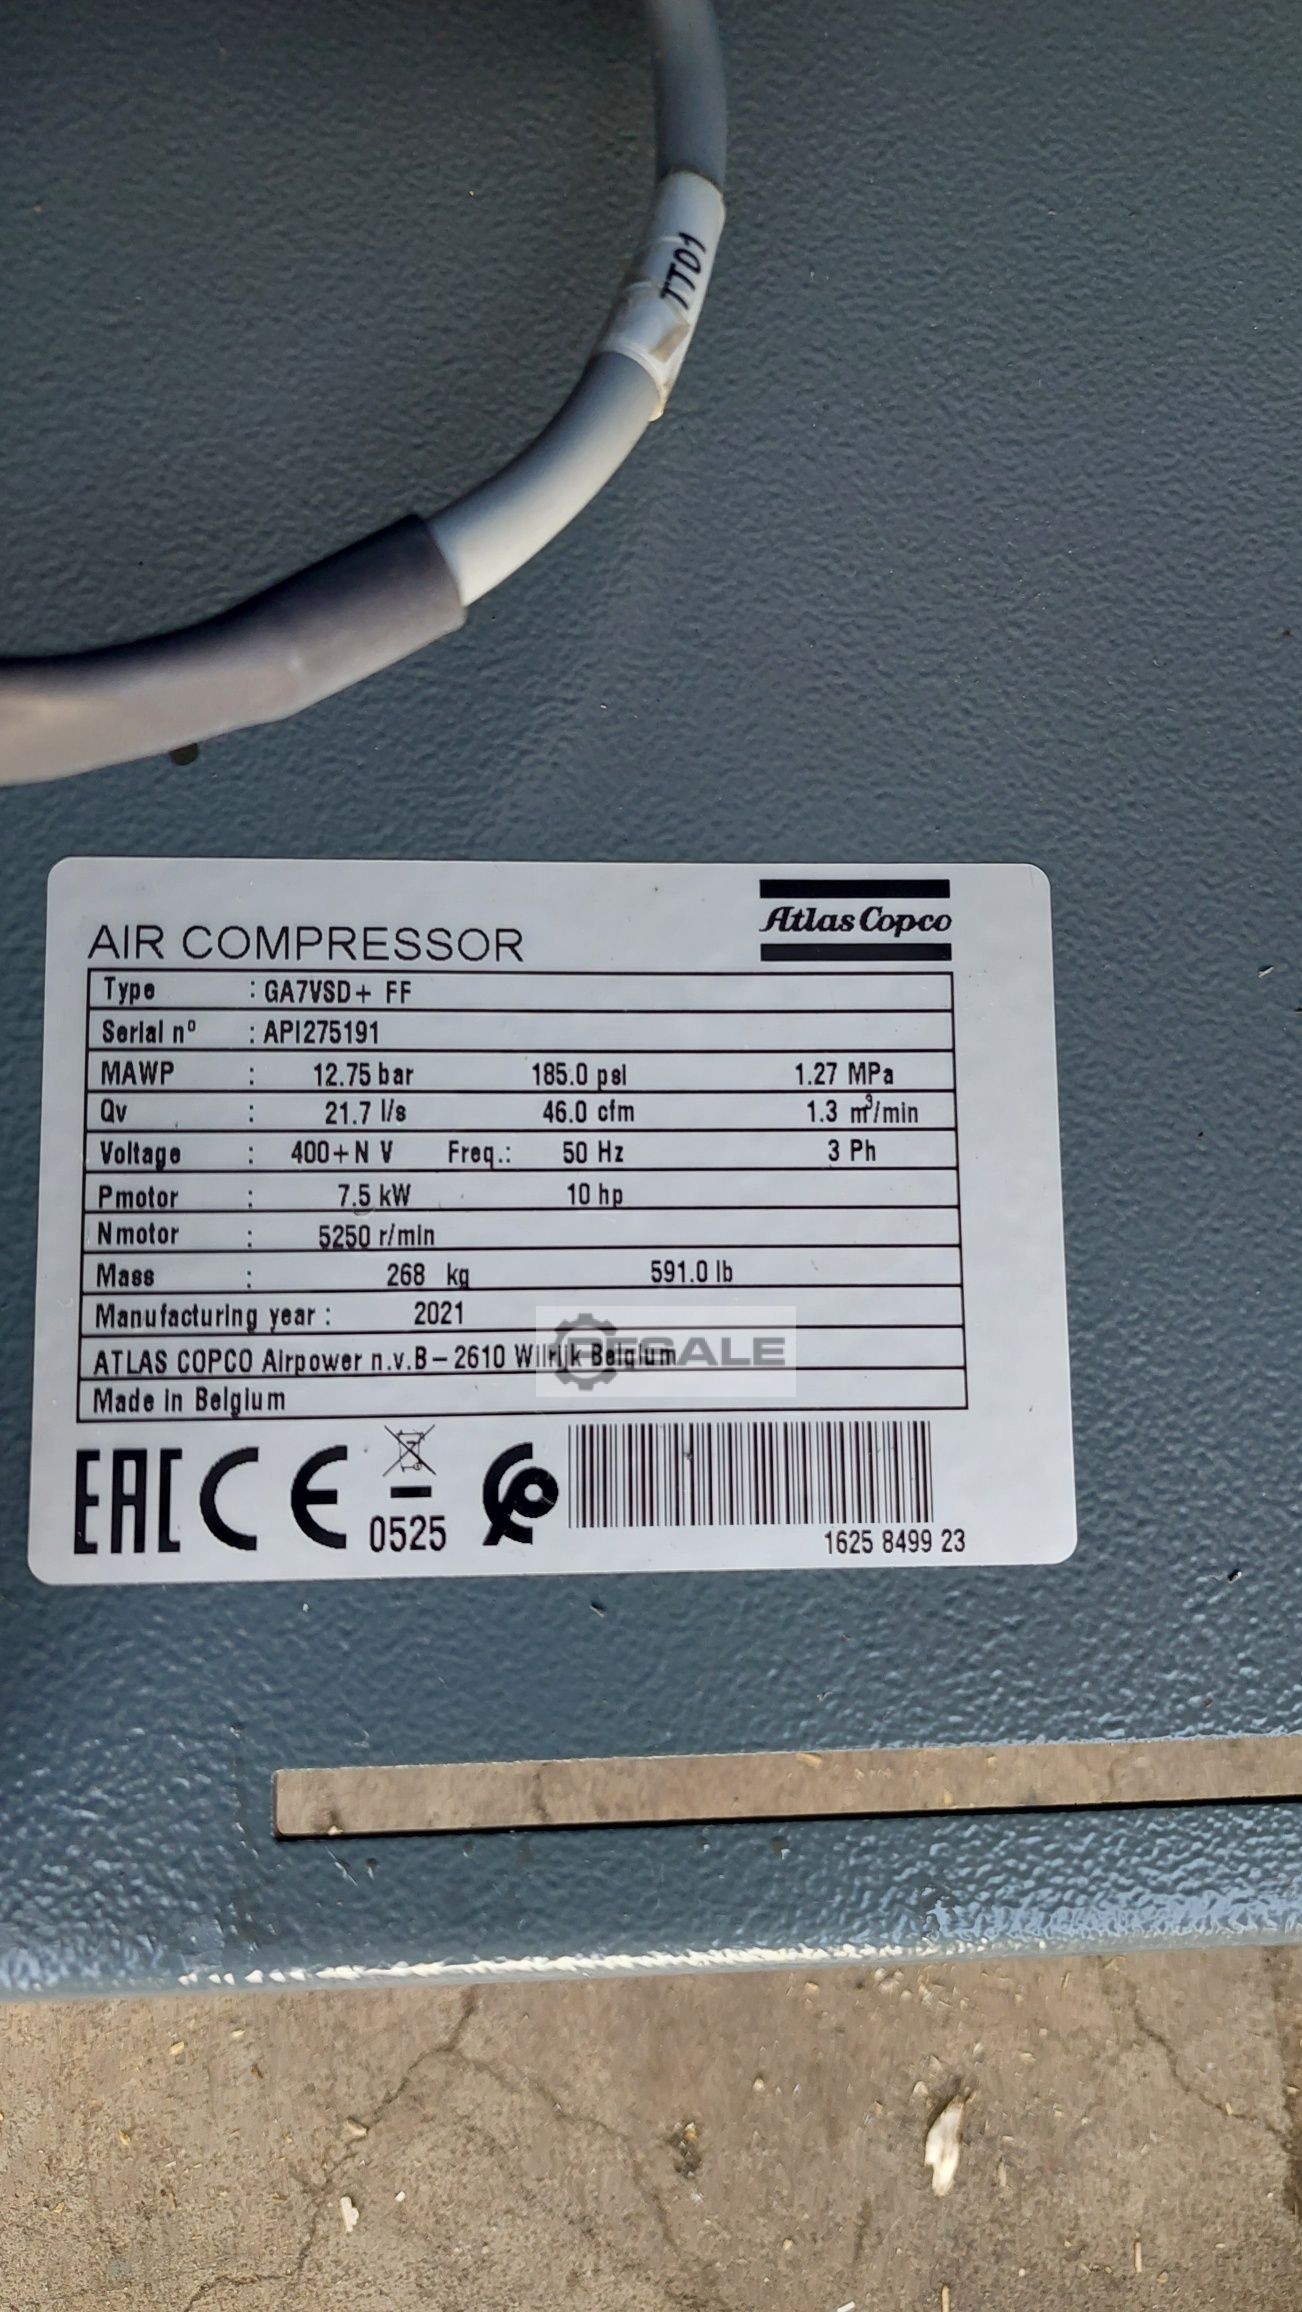 TT01
Atlas Copco
AIR COMPRESSOR
Type : GA7VSD+ FF
Serial nº : API275191
MAWP : 12.75 bar 185.0 psi 1.27 MPa
Qv : 21.7 l/s 46.0 cfm 1.3 m³/min
Voltage : 400+N V Freq.: 50 Hz 3 Ph
Pmotor : 7.5 kW 10 hp
Nmotor : 5250 r/min
Mass : 268 kg 591.0 lb
Manufacturing year : 2021
ATLAS COPCO Airpower n.v. B-2610 Wilrijk Belgium
RESALE
Made in Belgium
EAC CE 0525
1625 8499 23